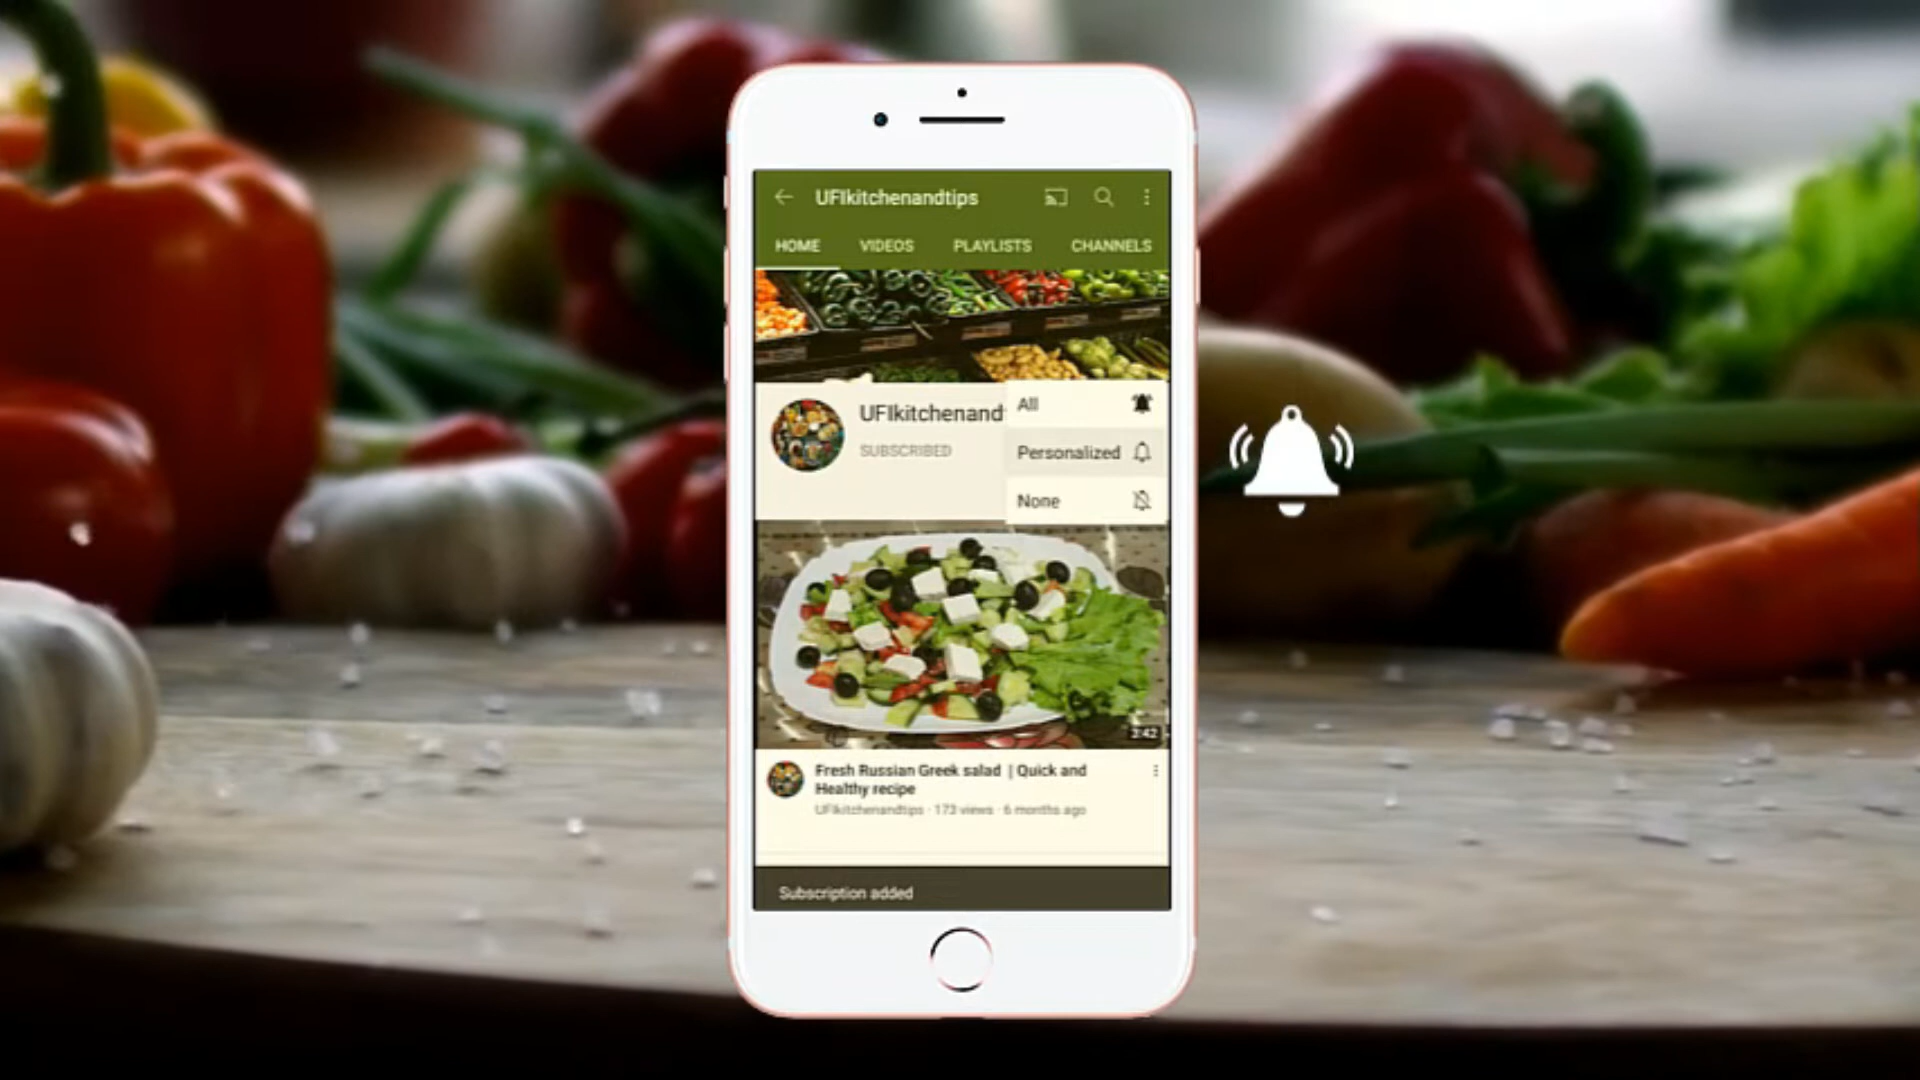 UFIkitchenandtips
HOME VIDEOS PLAYLISTS CHANNELS
UFIkitchenand
SUBSCRIBED
All
Personalized
None
3:42
Fresh Russian Greek salad | Quick and
Healthy recipe
UFIkitchenandtips · 173 views · 6 months ago
Subscription added